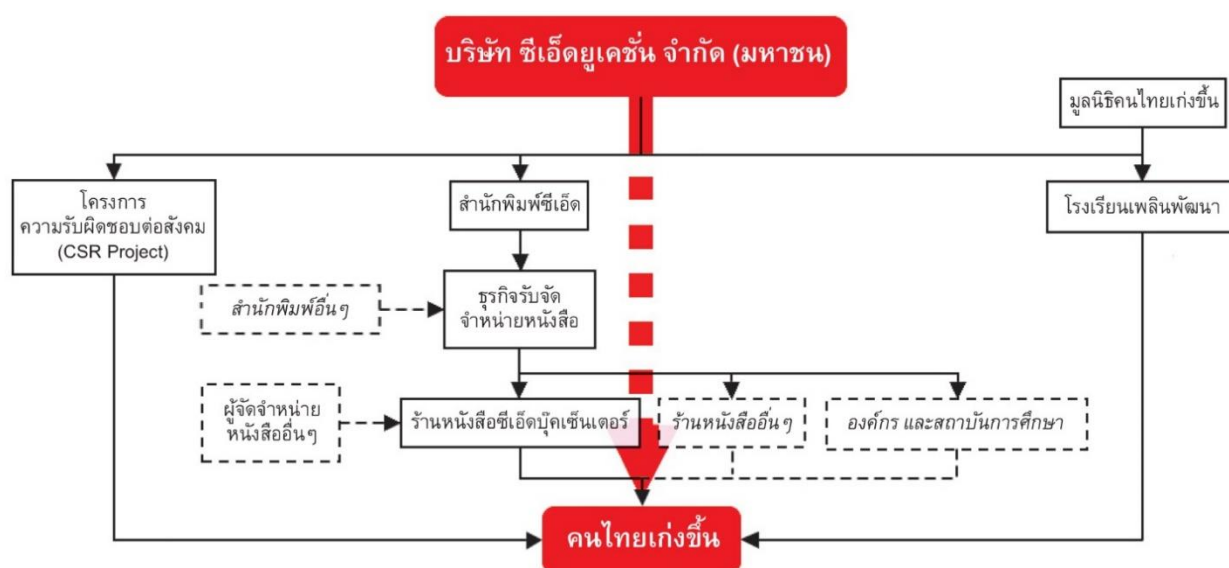 บริษัท ซีเอ็ดยูเคชั่น จำกัด (มหาชน)
มูลนิธิคนไทยเก่งขึ้น
โครงการ
ความรับผิดชอบต่อสังคม
(CSR Project)
สำนักพิมพ์ซีเอ็ด
โรงเรียนเพลินพัฒนา
สำนักพิมพ์อื่นๆ
ธุรกิจรับจัด
จำหน่ายหนังสือ
ผู้จัดจำหน่าย
หนังสืออื่นๆ
ร้านหนังสือซีเอ็ดบุ๊คเซ็นเตอร์
ร้านหนังสืออื่นๆ
องค์กร และสถาบันการศึกษา
คนไทยเก่งขึ้น